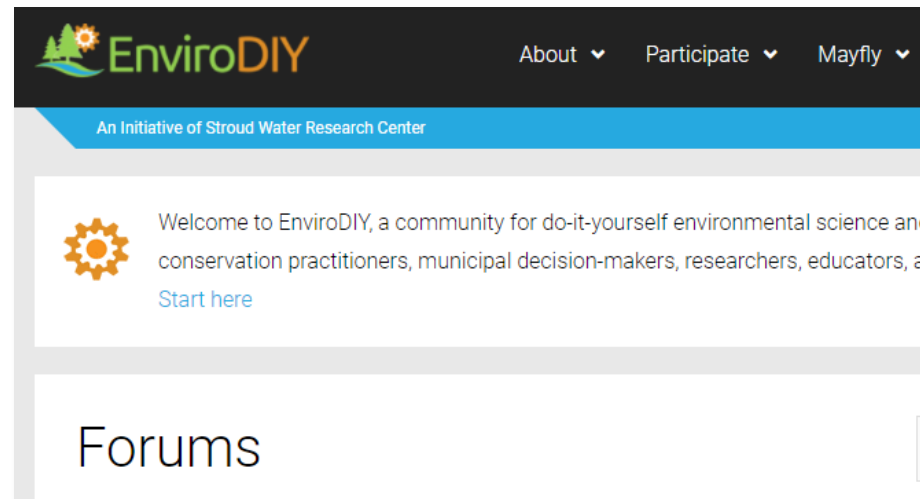 EnviroDIY
About Participate Mayfly
An Initiative of Stroud Water Research Center
Welcome to EnviroDIY, a community for do-it-yourself environmental science
conservation practitioners, municipal decision-makers, researchers, educators,
Start here
Forums